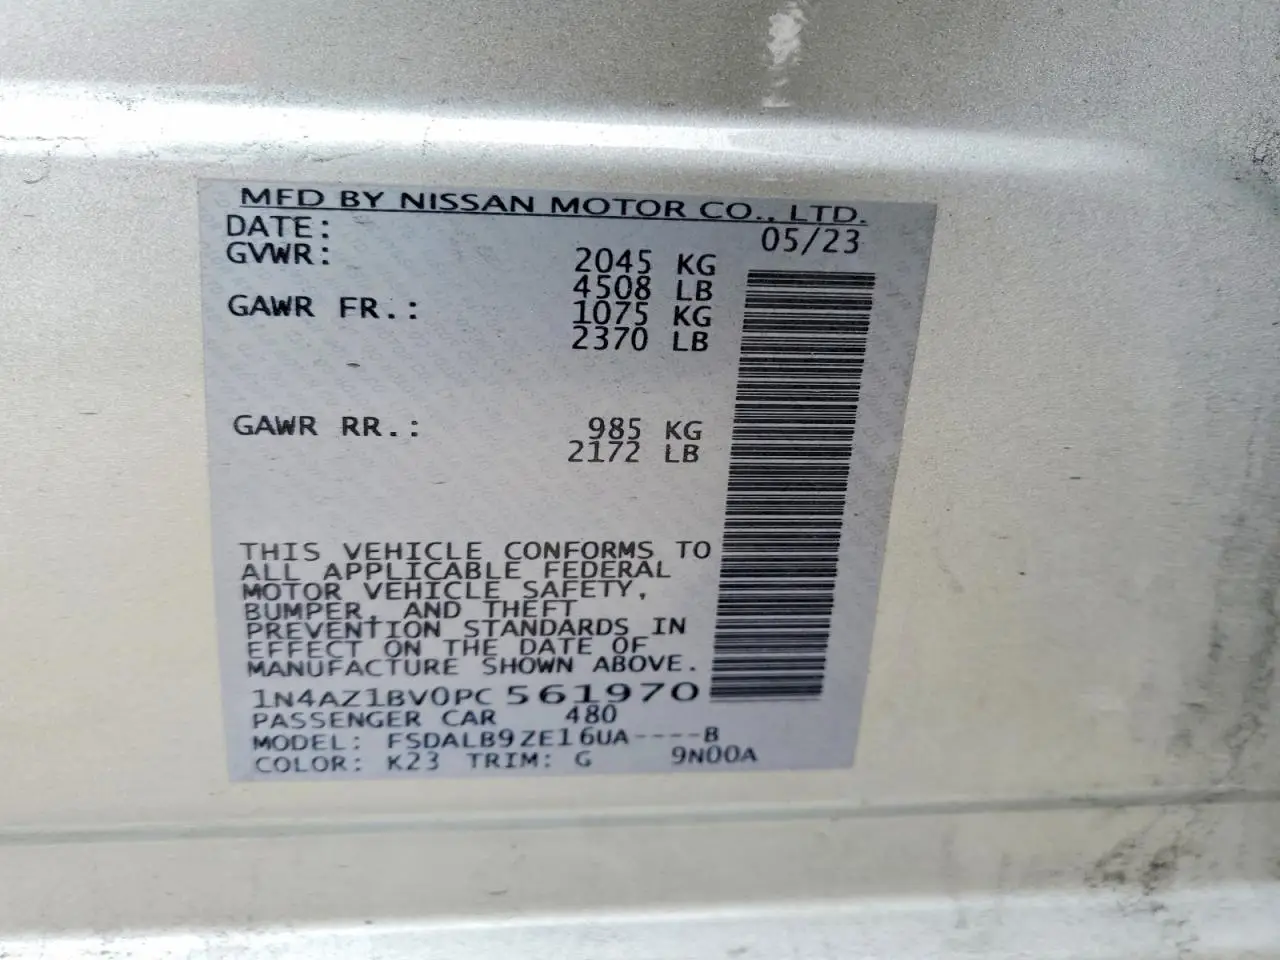 MFD BY NISSAN MOTOR CO., LTD.
DATE: 05/23
GVWR: 2045 KG
4508 LB
GAWR FR.: 1075 KG
2370 LB
GAWR RR.: 985 KG
2172 LB
THIS VEHICLE CONFORMS TO
ALL APPLICABLE FEDERAL
MOTOR VEHICLE SAFETY,
BUMPER, AND THEFT
PREVENTION STANDARDS IN
EFFECT ON THE DATE OF
MANUFACTURE SHOWN ABOVE.
1N4AZ1BV0PC561970
PASSENGER CAR 480
MODEL: FSDALB9ZE16UA----B
COLOR: K23 TRIM: G 9N00A